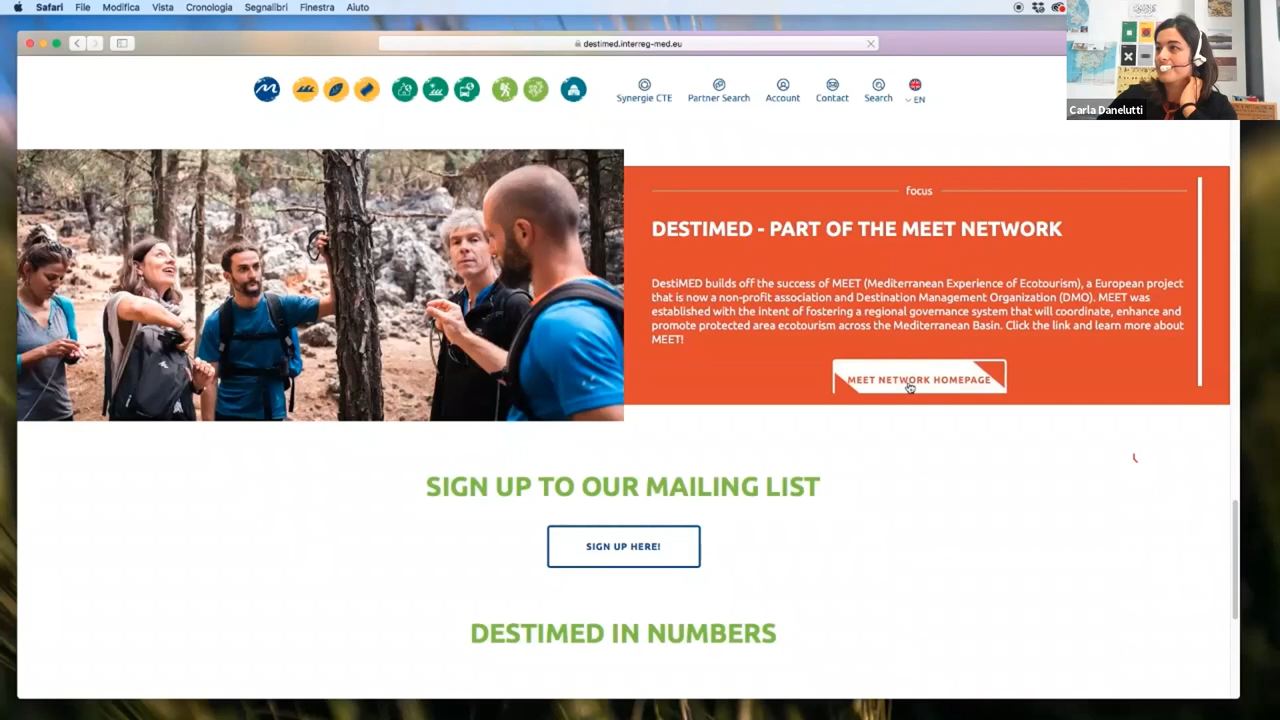 Safari File Modifica Vista Cronologia Segnalibri Finestra Aiuto
destimed.interreg-med.eu
Synergie CTE Partner Search Account Contact Search EN
Carla Danelutti
focus
DESTIMED - PART OF THE MEET NETWORK
DestiMED builds off the success of MEET (Mediterranean Experience of Ecotourism), a European project
that is now a non-profit association and Destination Management Organization (DMO). MEET was
established with the intent of fostering a regional governance system that will coordinate, enhance and
promote protected area ecotourism across the Mediterranean Basin. Click the link and learn more about
MEET!
MEET NETWORK HOMEPAGE
SIGN UP TO OUR MAILING LIST
SIGN UP HERE!
DESTIMED IN NUMBERS